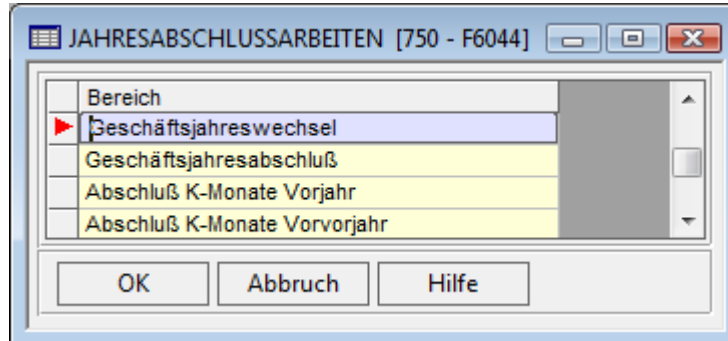 JAHRESABSCHLUSSARBEITEN [750 - F6044]
Bereich
Geschäftsjahreswechsel
Geschäftsjahresabschluß
Abschluß K-Monate Vorjahr
Abschluß K-Monate Vorvorjahr
OK Abbruch Hilfe